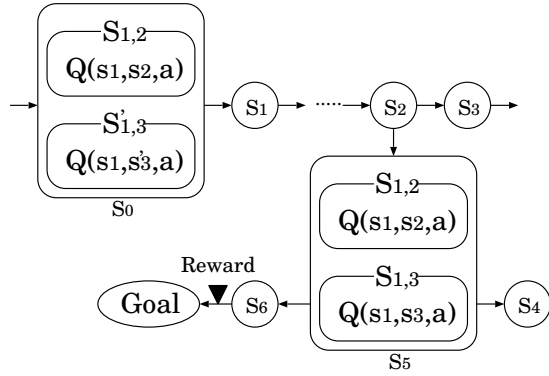 S1,2
Q(s1,s2,a)
S'1,3
Q(s1,s'3,a)
S0
S1
......
S2
S3
S1,2
Q(s1,s2,a)
S1,3
Q(s1,s3,a)
S5
Reward
Goal
S6
S4